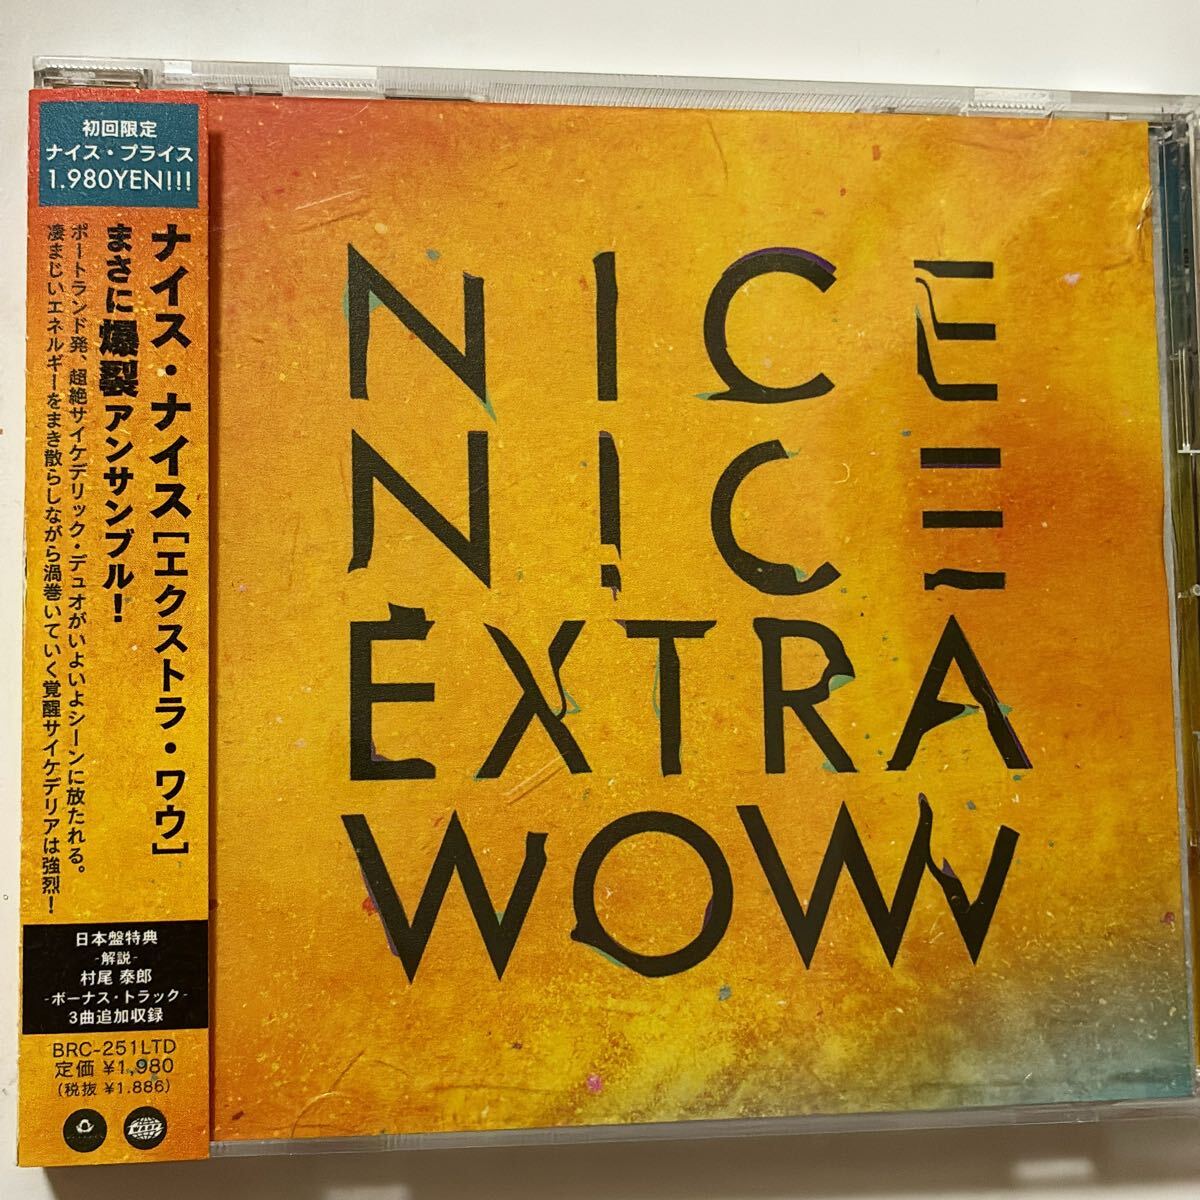 初回限定
ナイス・プライス
1.980YEN!!!
ナイス・ナイス[エクストラ・ワウ]
まさに爆裂アンサンブル!
ポートランド発、超絶サイケデリック・デュオがいよいよシーンに放たれる。
凄まじいエネルギーをまき散らしながら渦巻いていく覚醒サイケデリアは強烈!
日本盤特典
-解説-
村尾 泰郎
-ボーナス・トラック-
3曲追加収録
BRC-251LTD
定価 ¥1,980
(税抜 ¥1.886)
NICE
NICE
EXTRA
WOW